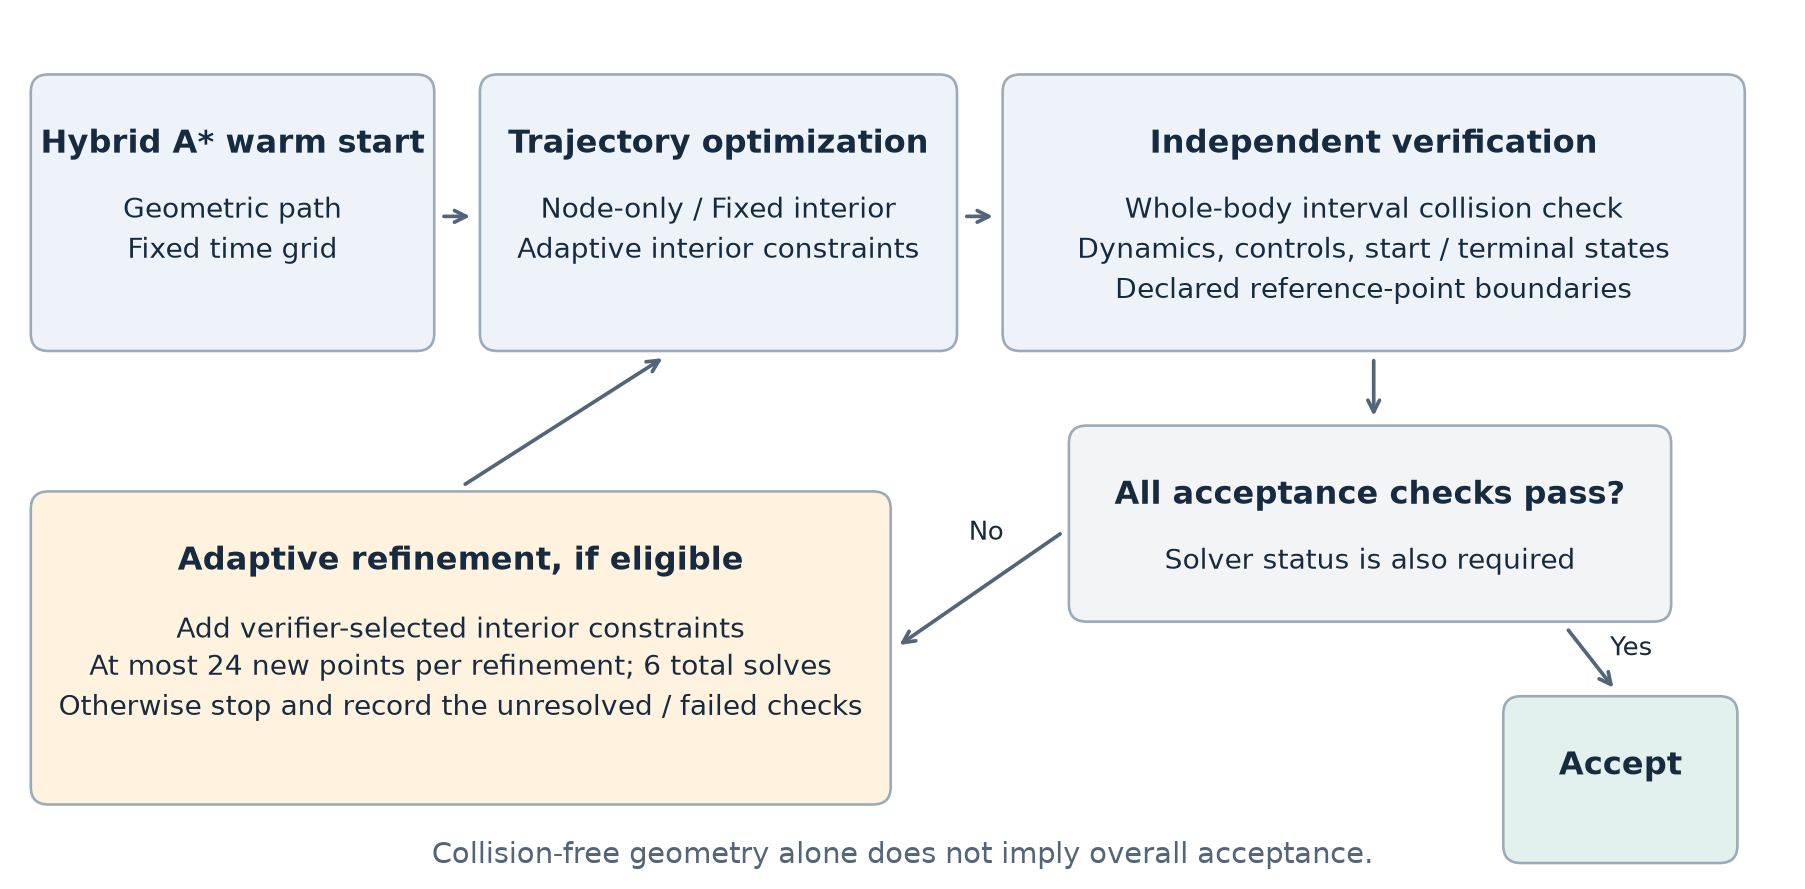 Hybrid A* warm start
Geometric path
Fixed time grid
Trajectory optimization
Node-only / Fixed interior
Adaptive interior constraints
Independent verification
Whole-body interval collision check
Dynamics, controls, start / terminal states
Declared reference-point boundaries
All acceptance checks pass?
Solver status is also required
No
Yes
Adaptive refinement, if eligible
Add verifier-selected interior constraints
At most 24 new points per refinement; 6 total solves
Otherwise stop and record the unresolved / failed checks
Accept
Collision-free geometry alone does not imply overall acceptance.